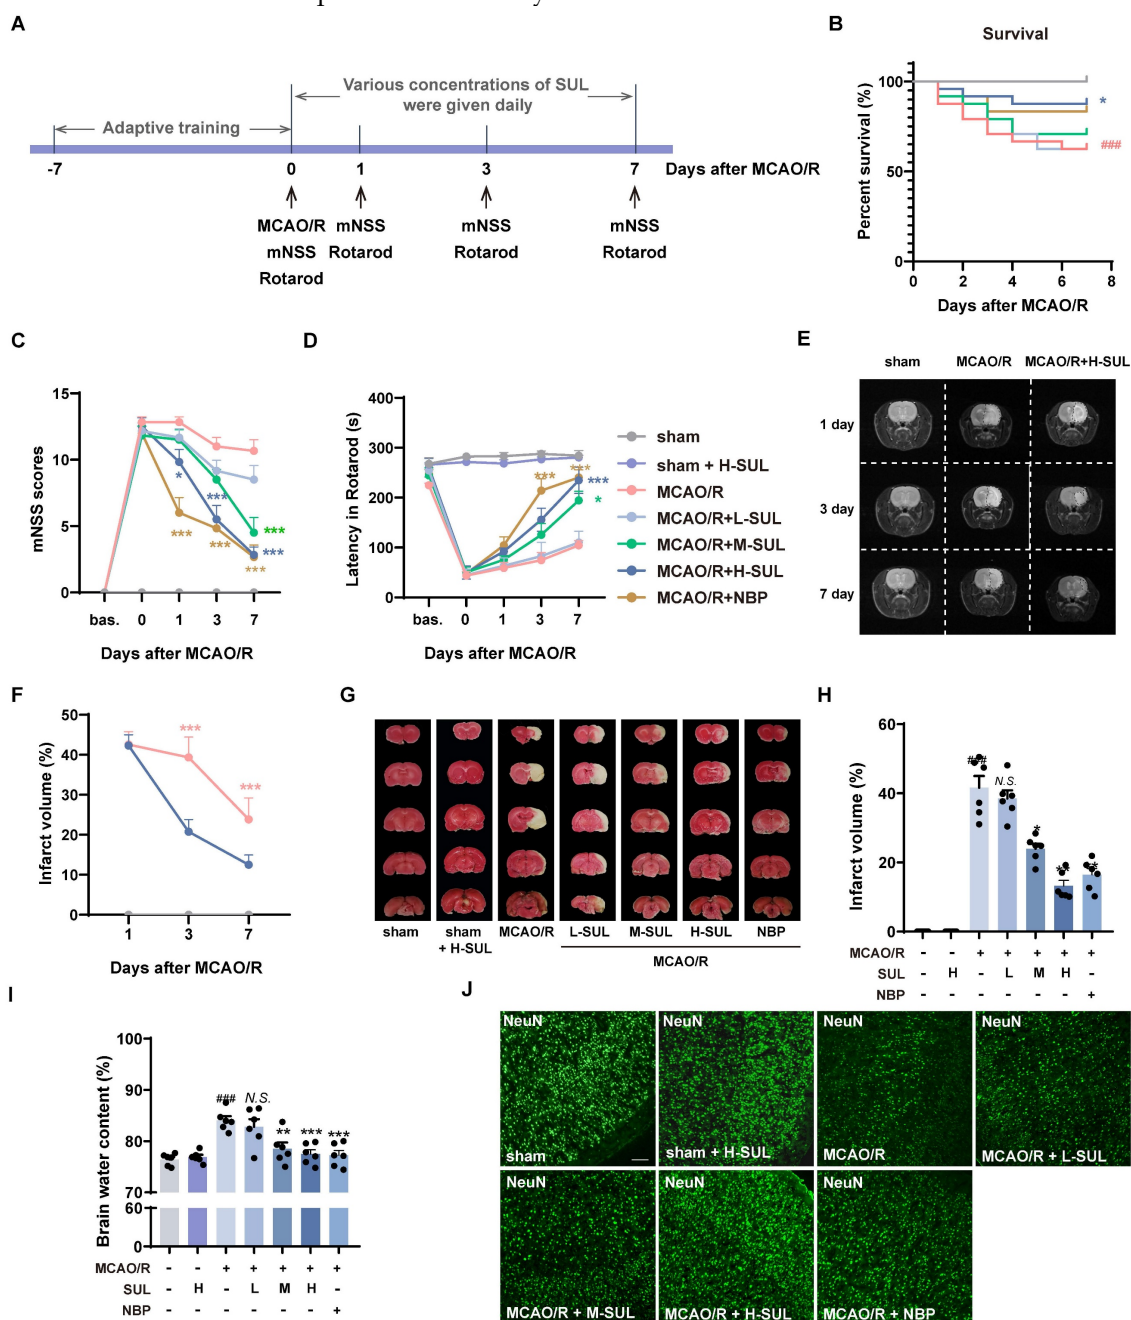 A
Various concentrations of SUL
were given daily
Adaptive training
-7
0
1
3
7
Days after MCAO/R
MCAO/R
mNSS
Rotarod
mNSS
Rotarod
mNSS
Rotarod
mNSS
Rotarod
B
Survival
Percent survival (%)
100
50
0
*
###
0
2
4
6
8
Days after MCAO/R
C
mNSS scores
15
10
5
0
*
***
***
***
***
***
***
bas.
0
1
3
7
Days after MCAO/R
D
Latency in Rotarod (s)
400
300
200
100
0
***
***
***
*
bas.
0
1
3
7
Days after MCAO/R
sham
sham + H-SUL
MCAO/R
MCAO/R+L-SUL
MCAO/R+M-SUL
MCAO/R+H-SUL
MCAO/R+NBP
E
sham
MCAO/R
MCAO/R+H-SUL
1 day
3 day
7 day
F
Infarct volume (%)
50
40
30
20
10
0
***
***
1
3
7
Days after MCAO/R
G
sham
sham
+ H-SUL
MCAO/R
L-SUL
M-SUL
H-SUL
NBP
MCAO/R
H
Infarct volume (%)
60
40
20
0
###
N.S.
*
MCAO/R - - + + + + +
SUL - H - L M H -
NBP - - - - - - +
I
Brain water content (%)
100
90
80
70
60
0
###
N.S.
**
***
***
MCAO/R - - + + + + +
SUL - H - L M H -
NBP - - - - - - +
J
NeuN
sham
NeuN
sham + H-SUL
NeuN
MCAO/R
NeuN
MCAO/R + L-SUL
NeuN
MCAO/R + M-SUL
NeuN
MCAO/R + H-SUL
NeuN
MCAO/R + NBP